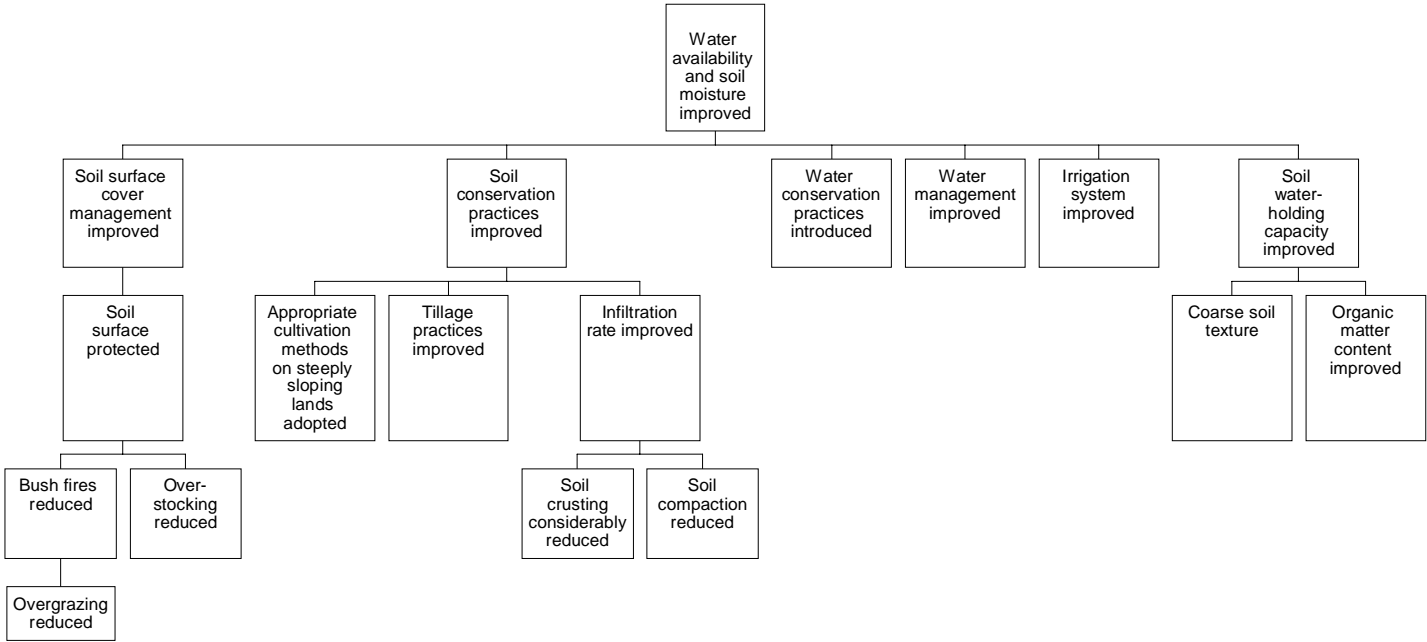 Water
availability
and soil
moisture
improved
Soil surface
cover
management
improved
Soil
conservation
practices
improved
Water
conservation
practices
introduced
Water
management
improved
Irrigation
system
improved
Soil
water-
holding
capacity
improved
Soil
surface
protected
Appropriate
cultivation
methods
on steeply
sloping
lands
adopted
Tillage
practices
improved
Infiltration
rate improved
Coarse soil
texture
Organic
matter
content
improved
Bush fires
reduced
Over-
stocking
reduced
Soil
crusting
considerably
reduced
Soil
compaction
reduced
Overgrazing
reduced